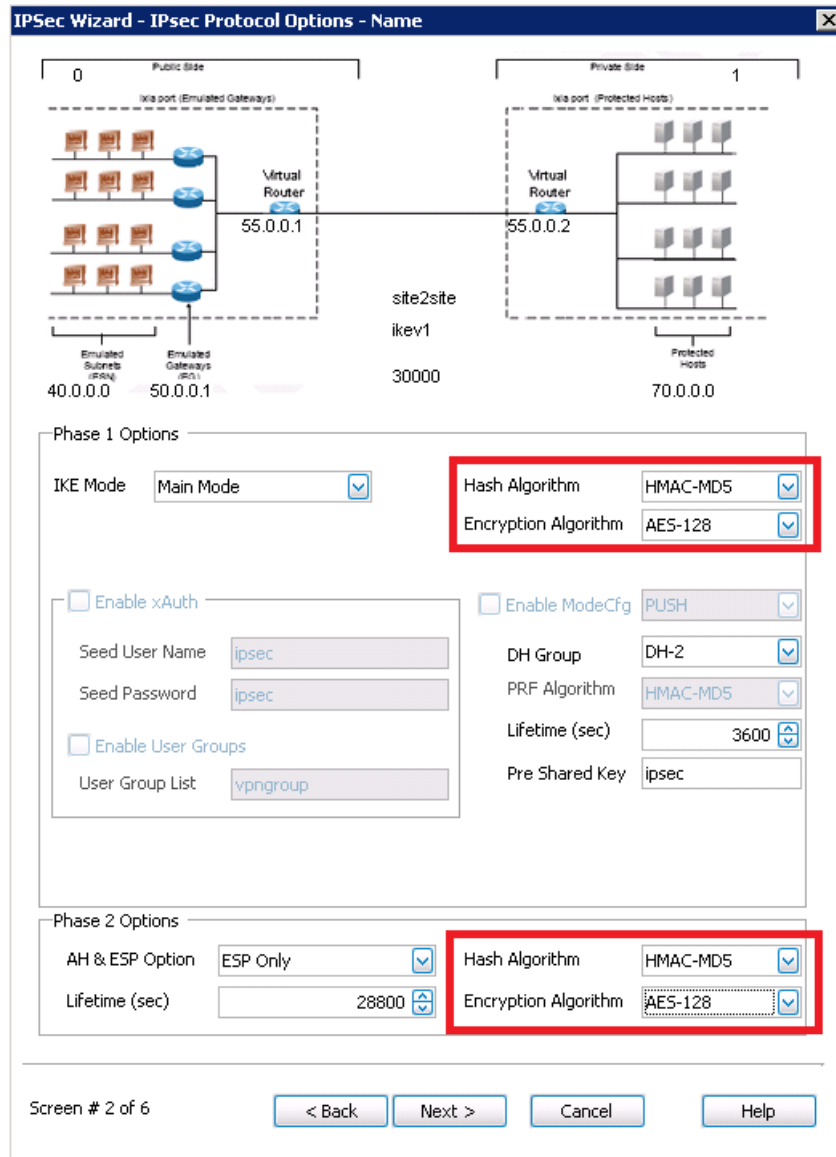 IPSec Wizard - IPsec Protocol Options - Name
0 Public Side
Private Side 1
Ixia port (Emulated Gateways)
Ixia port (Protected Hosts)
Virtual Router
Virtual Router
55.0.0.1
55.0.0.2
site2site
ikev1
30000
Emulated Subnets (ESN)
Emulated Gateways (EG)
Protected Hosts
40.0.0.0
50.0.0.1
70.0.0.0
Phase 1 Options
IKE Mode Main Mode
Hash Algorithm HMAC-MD5
Encryption Algorithm AES-128
Enable xAuth
Seed User Name ipsec
Seed Password ipsec
Enable User Groups
User Group List vpngroup
Enable ModeCfg PUSH
DH Group DH-2
PRF Algorithm HMAC-MD5
Lifetime (sec) 3600
Pre Shared Key ipsec
Phase 2 Options
AH & ESP Option ESP Only
Lifetime (sec) 28800
Hash Algorithm HMAC-MD5
Encryption Algorithm AES-128
Screen # 2 of 6
< Back
Next >
Cancel
Help